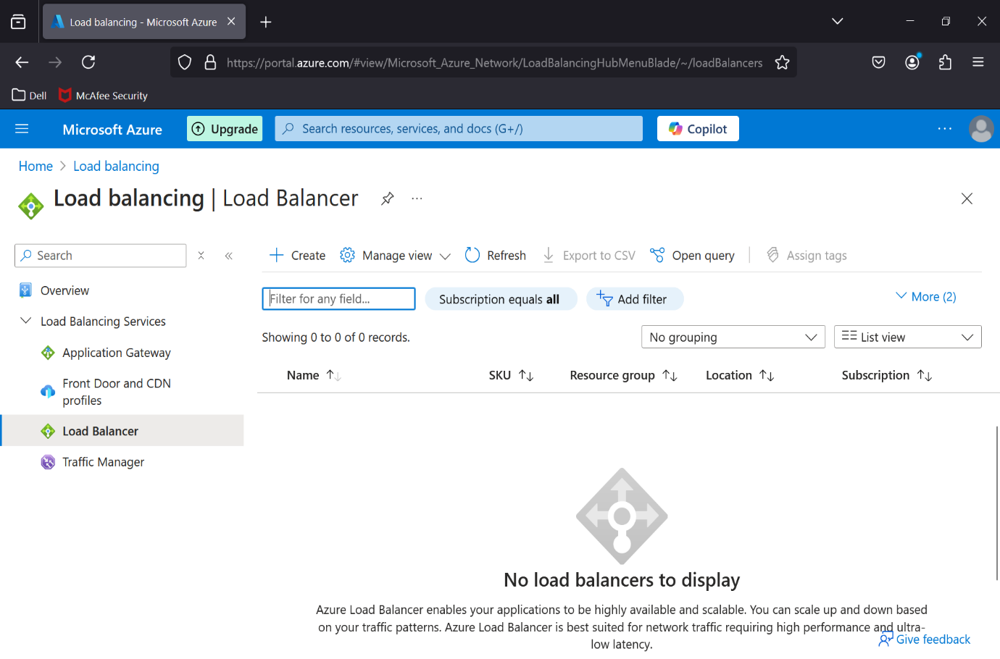 Load balancing - Microsoft Azure
https://portal.azure.com/#view/Microsoft_Azure_Network/LoadBalancingHubMenuBlade/~/loadBalancers
Dell
McAfee Security
Microsoft Azure
Upgrade
Search resources, services, and docs (G+/)
Copilot
Home > Load balancing
Load balancing | Load Balancer
Search
Overview
Load Balancing Services
Application Gateway
Front Door and CDN
profiles
Load Balancer
Traffic Manager
Create
Manage view
Refresh
Export to CSV
Open query
Assign tags
Filter for any field...
Subscription equals all
Add filter
More (2)
Showing 0 to 0 of 0 records.
No grouping
List view
Name
SKU
Resource group
Location
Subscription
No load balancers to display
Azure Load Balancer enables your applications to be highly available and scalable. You can scale up and down based
on your traffic patterns. Azure Load Balancer is best suited for network traffic requiring high performance and ultra-
low latency.
Give feedback